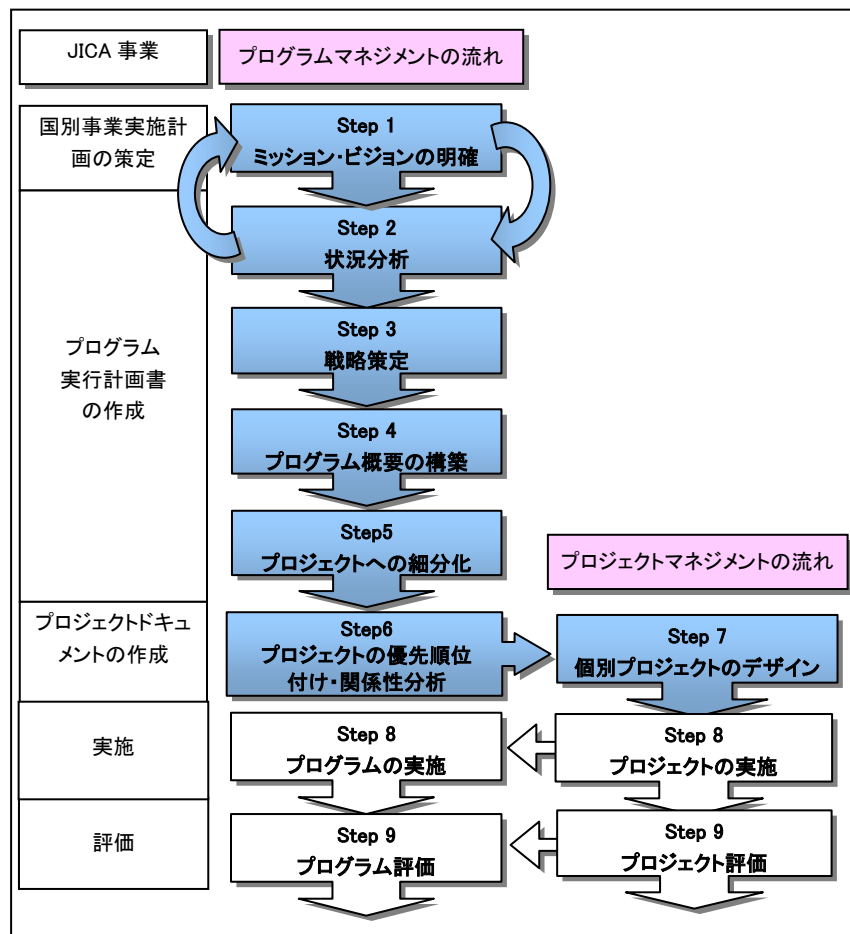 JICA 事業
プログラムマネジメントの流れ
国別事業実施計
画の策定
Step 1
ミッション・ビジョンの明確
Step 2
状況分析
プログラム
実行計画書
の作成
Step 3
戦略策定
Step 4
プログラム概要の構築
Step5
プロジェクトへの細分化
プロジェクトマネジメントの流れ
プロジェクトドキュ
メントの作成
Step6
プロジェクトの優先順位
付け・関係性分析
Step 7
個別プロジェクトのデザイン
実施
Step 8
プログラムの実施
Step 8
プロジェクトの実施
評価
Step 9
プログラム評価
Step 9
プロジェクト評価